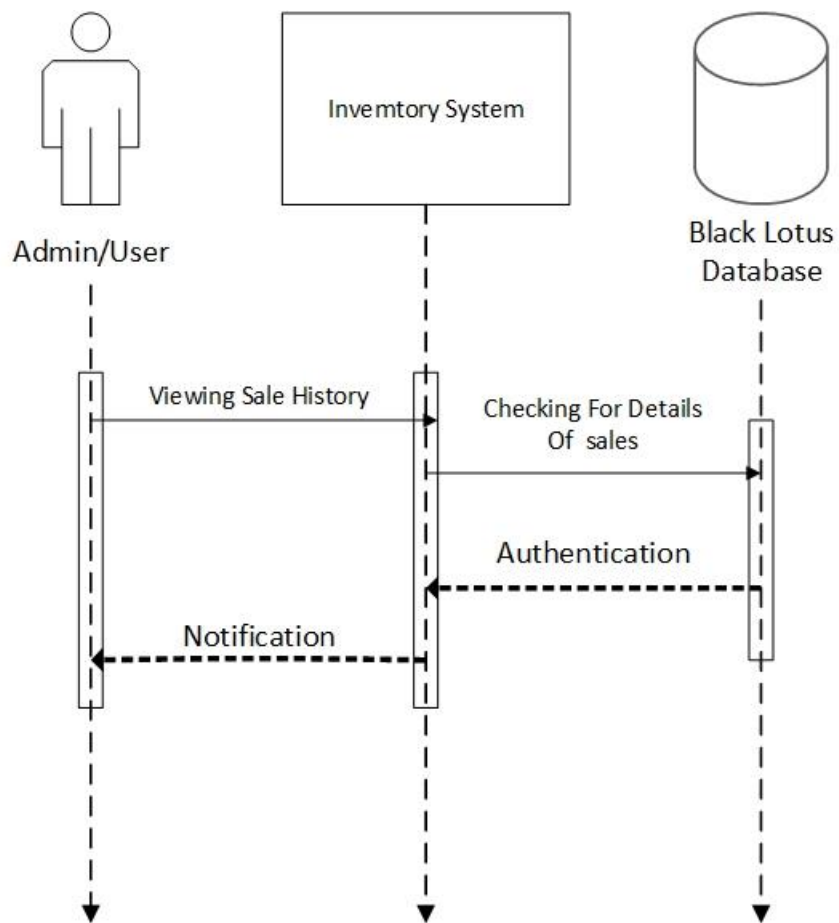 Invemtory System
Admin/User
Black Lotus
Database
Viewing Sale History
Checking For Details
Of sales
Authentication
Notification